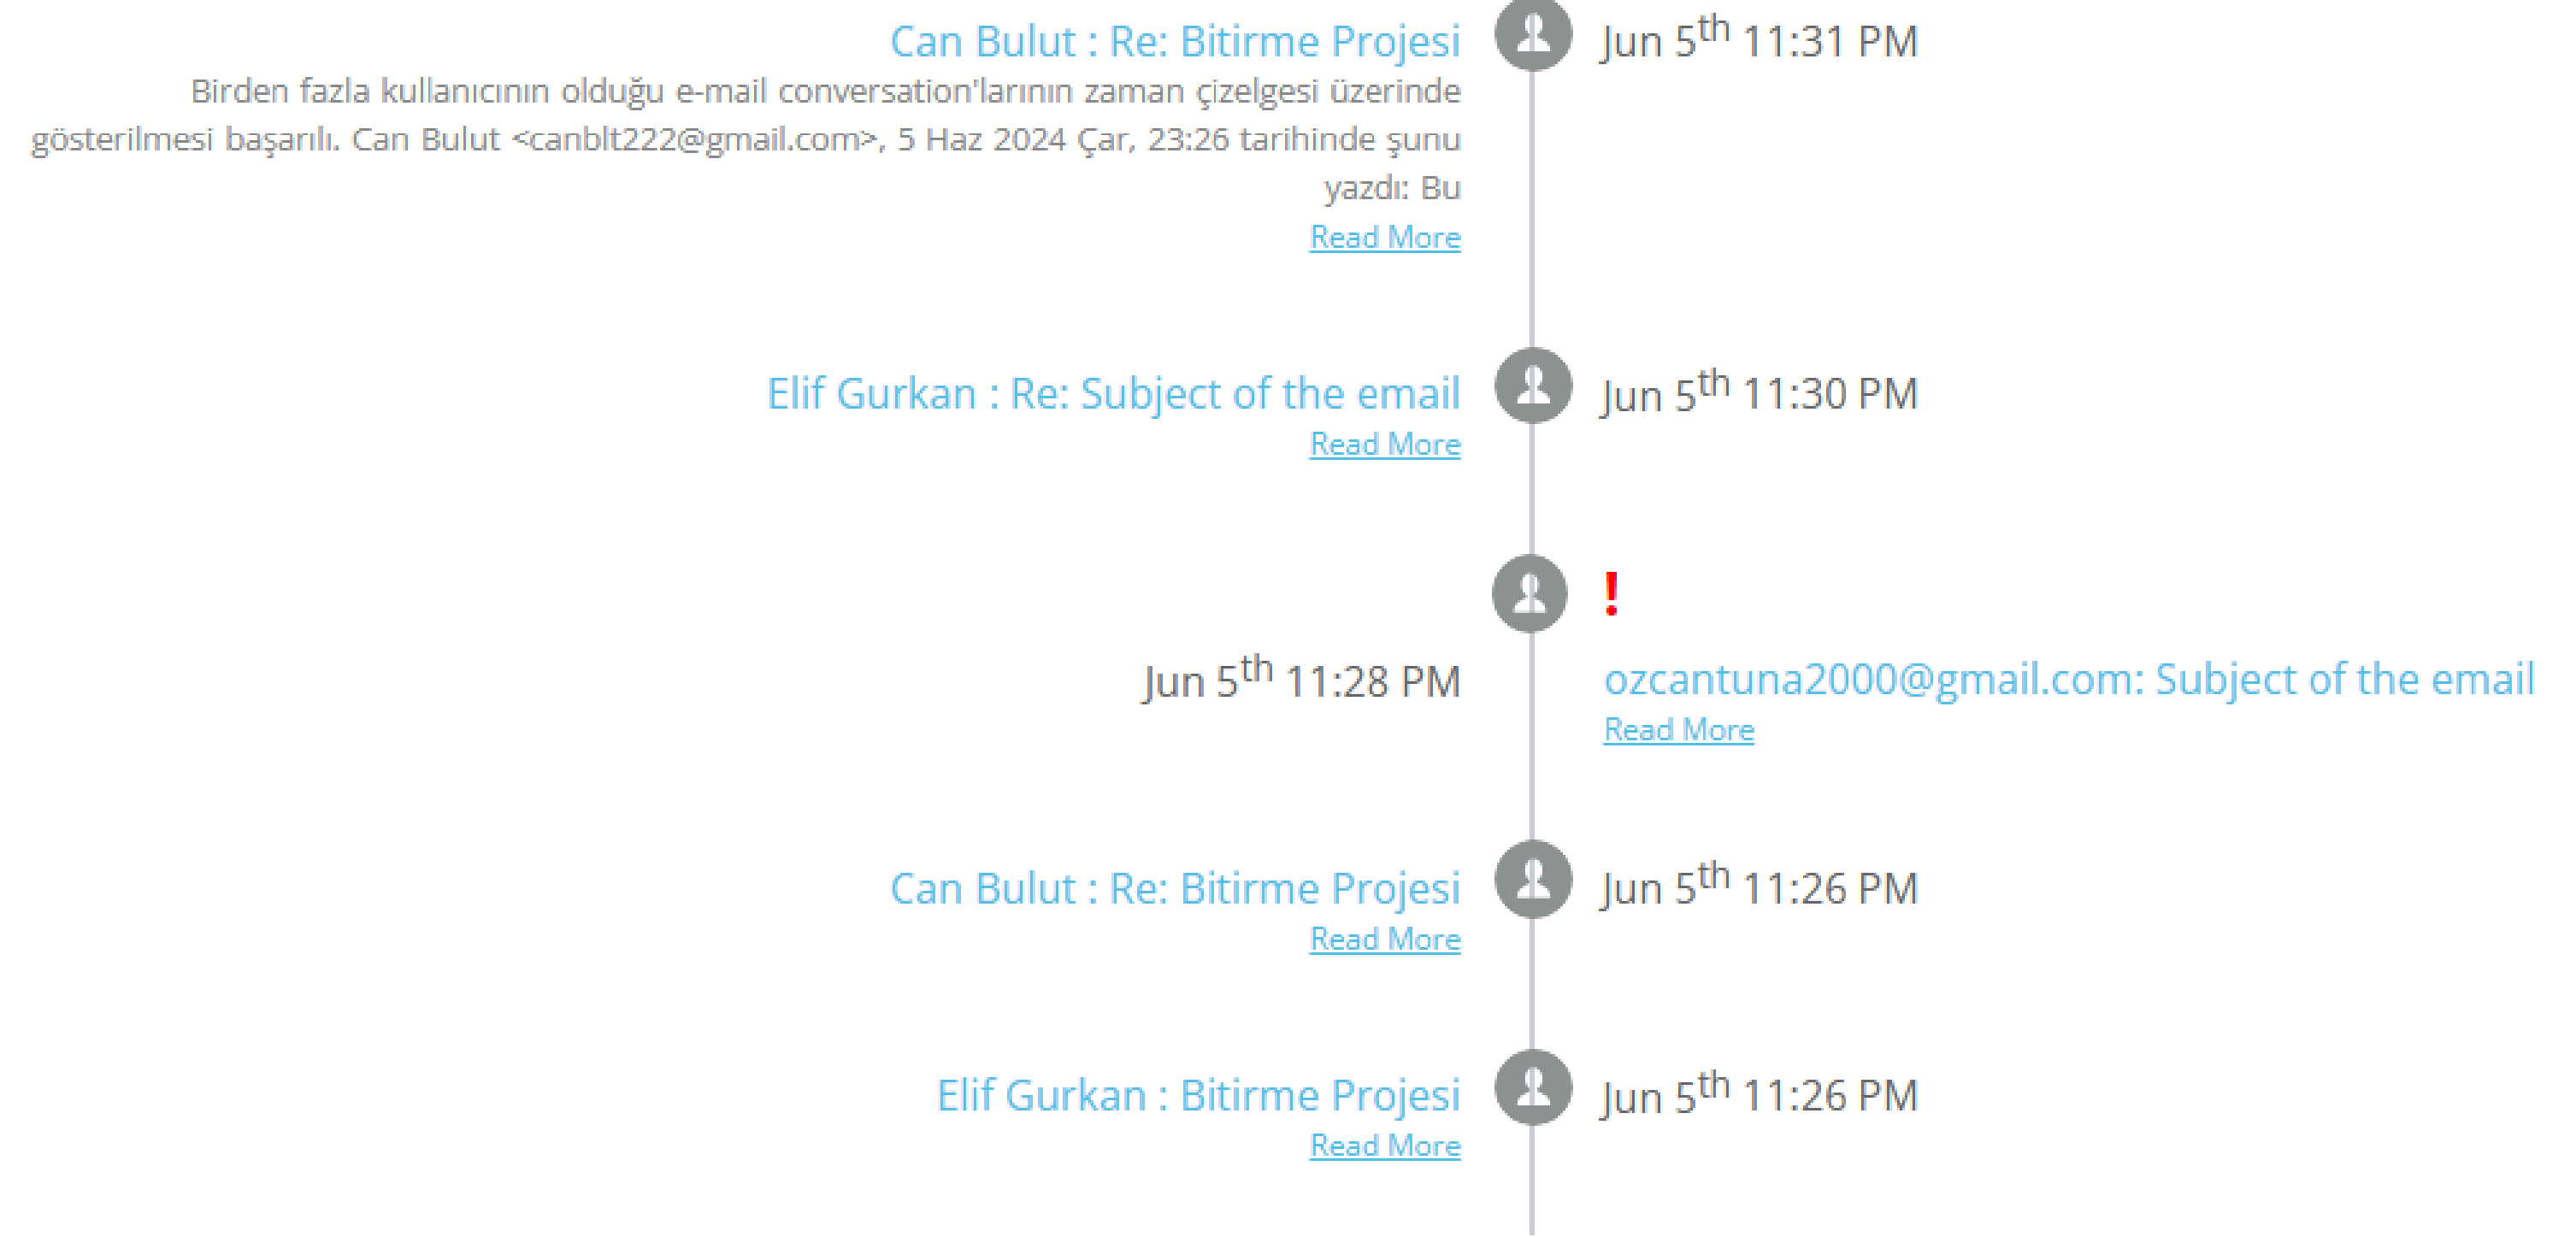 Can Bulut : Re: Bitirme Projesi
Jun 5th 11:31 PM
Birden fazla kullanıcının olduğu e-mail conversation'larının zaman çizelgesi üzerinde
gösterilmesi başarılı. Can Bulut <canblt222@gmail.com>, 5 Haz 2024 Çar, 23:26 tarihinde şunu
yazdı: Bu
Read More
Elif Gurkan : Re: Subject of the email
Jun 5th 11:30 PM
Read More
!
Jun 5th 11:28 PM
ozcantuna2000@gmail.com: Subject of the email
Read More
Can Bulut : Re: Bitirme Projesi
Jun 5th 11:26 PM
Read More
Elif Gurkan : Bitirme Projesi
Jun 5th 11:26 PM
Read More